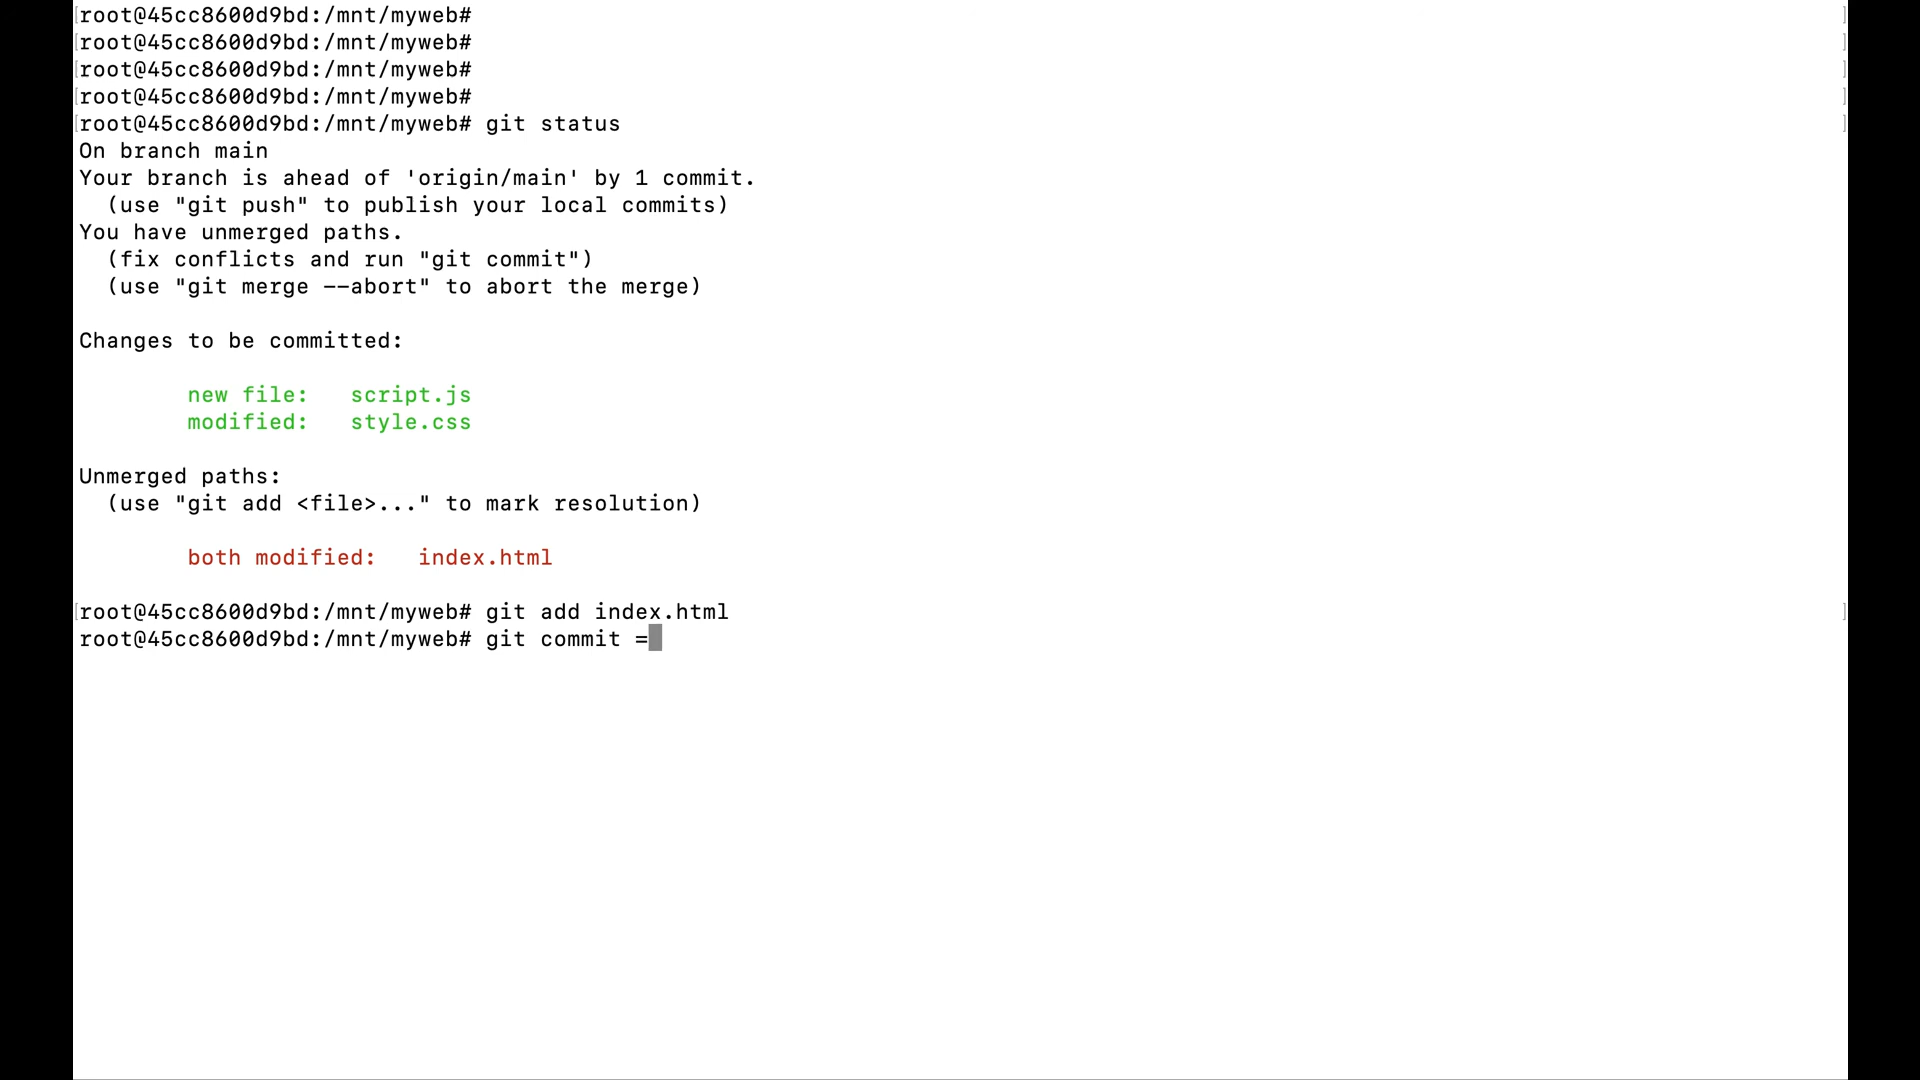 [root@45cc8600d9bd:/mnt/myweb# ]
[root@45cc8600d9bd:/mnt/myweb# ]
[root@45cc8600d9bd:/mnt/myweb# ]
[root@45cc8600d9bd:/mnt/myweb# ]
[root@45cc8600d9bd:/mnt/myweb# git status ]
On branch main
Your branch is ahead of 'origin/main' by 1 commit.
  (use "git push" to publish your local commits)
You have unmerged paths.
  (fix conflicts and run "git commit")
  (use "git merge --abort" to abort the merge)
Changes to be committed:
        new file:   script.js
        modified:   style.css
Unmerged paths:
  (use "git add <file>..." to mark resolution)
        both modified:   index.html
[root@45cc8600d9bd:/mnt/myweb# git add index.html ]
root@45cc8600d9bd:/mnt/myweb# git commit =